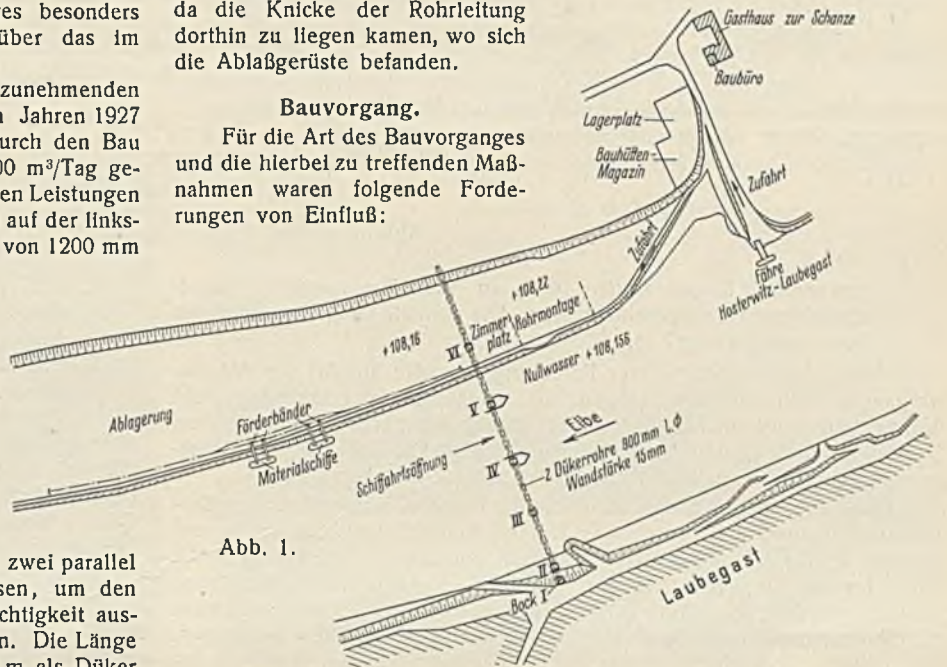 res besonders
über das im
zunehmenden
n Jahren 1927
urch den Bau
00 m³/Tag ge-
en Leistungen
auf der links-
von 1200 mm
zwei parallel
sen, um den
chtigkeit aus-
n. Die Länge
m als Düker
da die Knicke der Rohrleitung
dorthin zu liegen kamen, wo sich
die Ablaßgerüste befanden.
Bauvorgang.
Für die Art des Bauvorganges
und die hierbei zu treffenden Maß-
nahmen waren folgende Forde-
rungen von Einfluß:
Gasthaus zur Schanze
Baubüro
Lagerplatz
Bauhütten-
Magazin
Zufahrt
Zufahrt
Fähre
Hosterwitz-Laubegast
+108,22
Zimmer-
platz
Rohrmontage
+108,16
VI
Nullwasser +108,156
Ablagerung
Förderbänder
Materialschiffe
V
Elbe
Schiffahrtsöffnung
IV
2 Dükerrohre 900mm l.ϕ
Wandstärke 15mm
III
II
Bock I
Laubegast
Abb. 1.